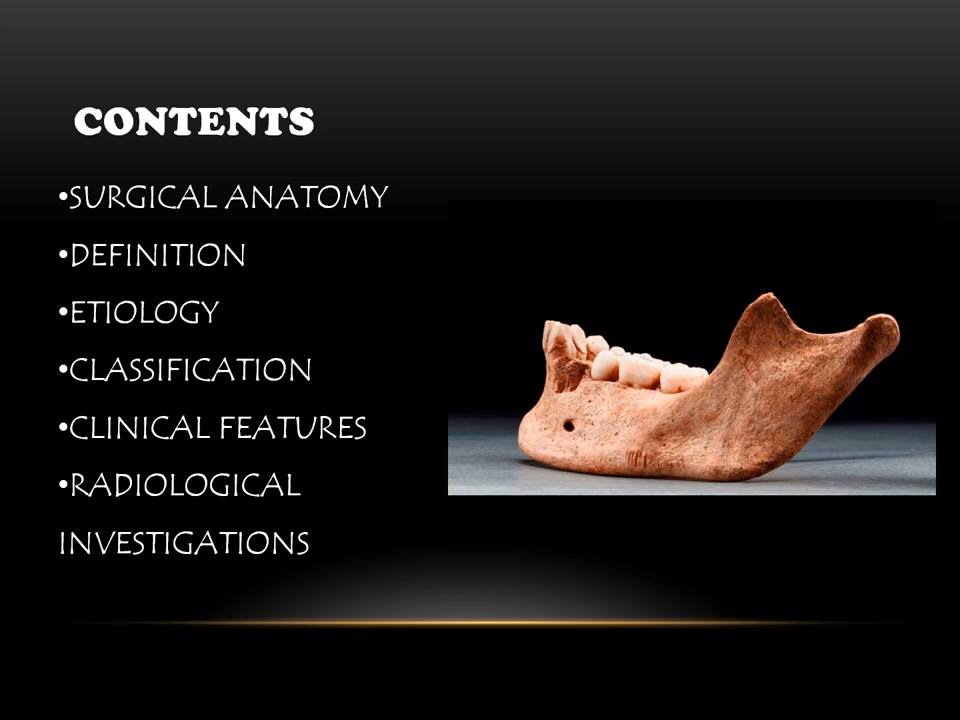 CONTENTS
•SURGICAL ANATOMY
•DEFINITION
•ETIOLOGY
•CLASSIFICATION
•CLINICAL FEATURES
•RADIOLOGICAL
INVESTIGATIONS